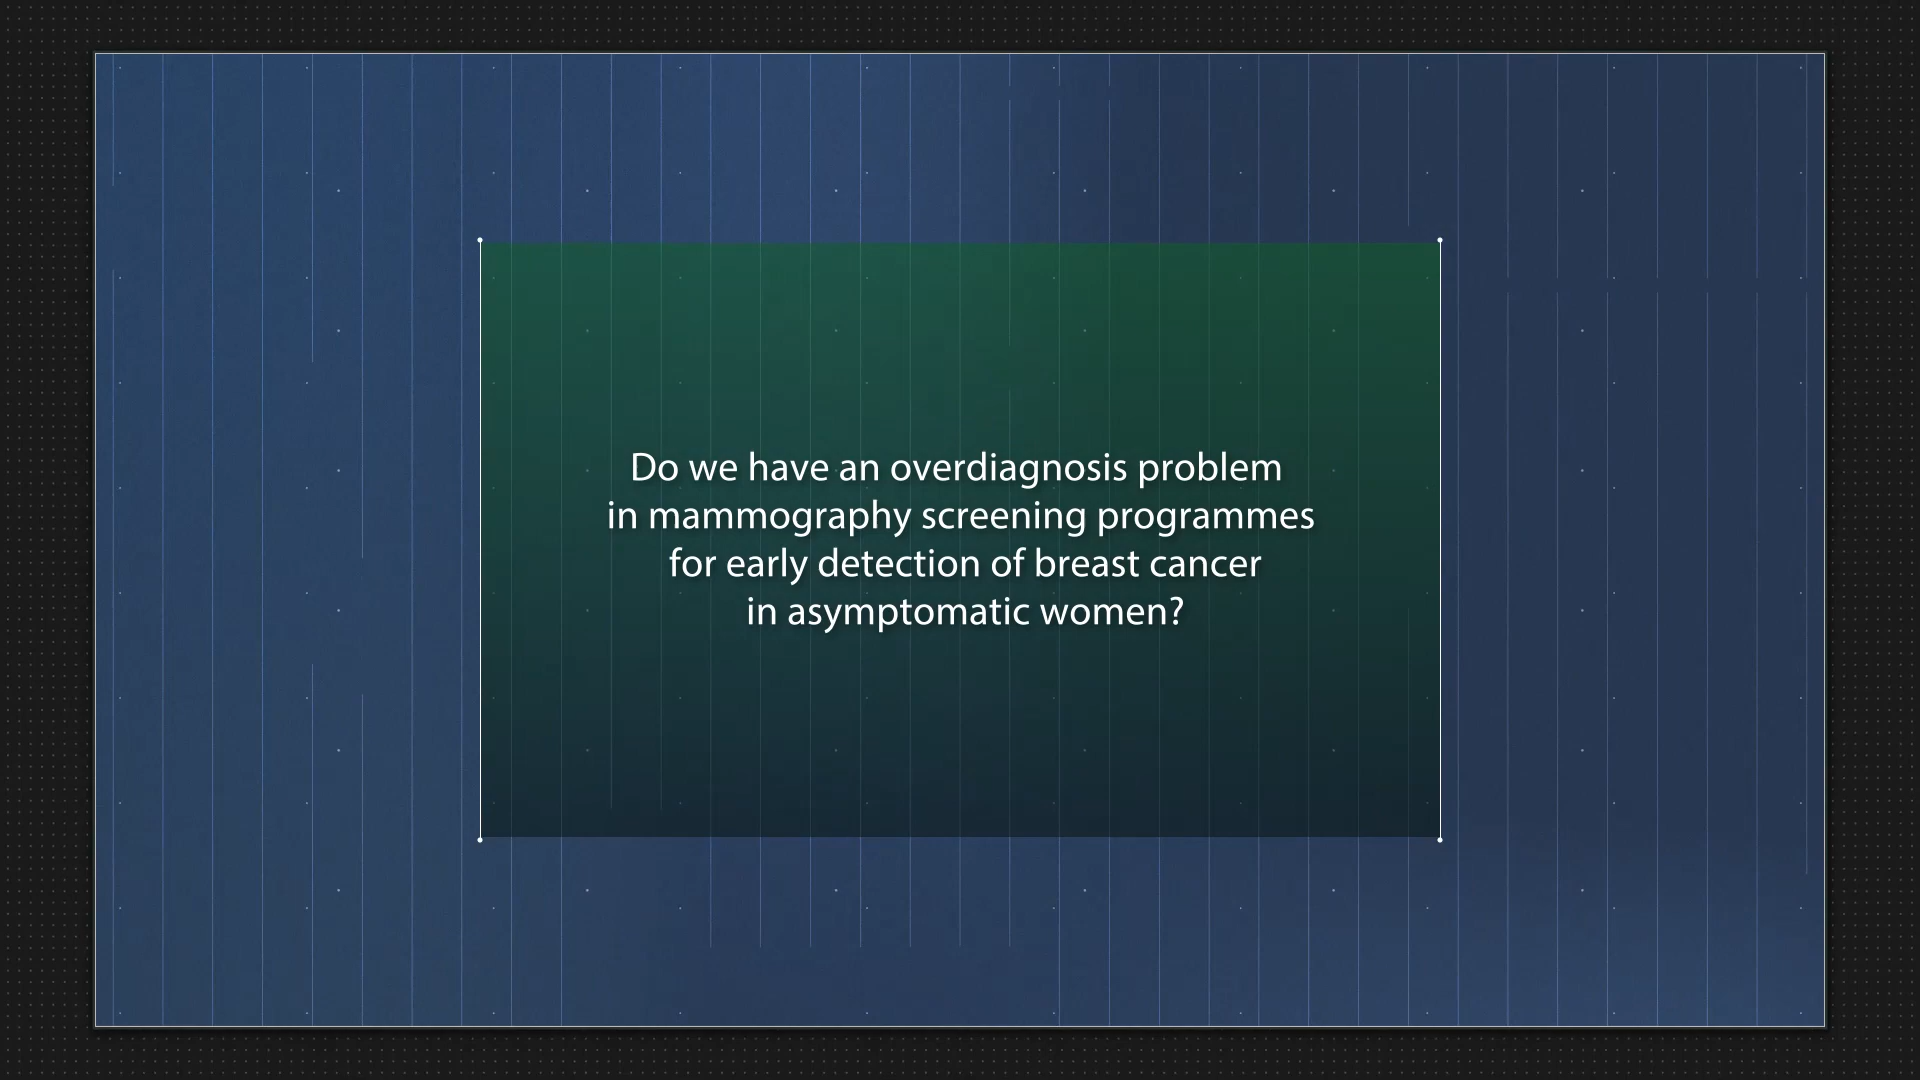 Do we have an overdiagnosis problem
in mammography screening programmes
for early detection of breast cancer
in asymptomatic women?